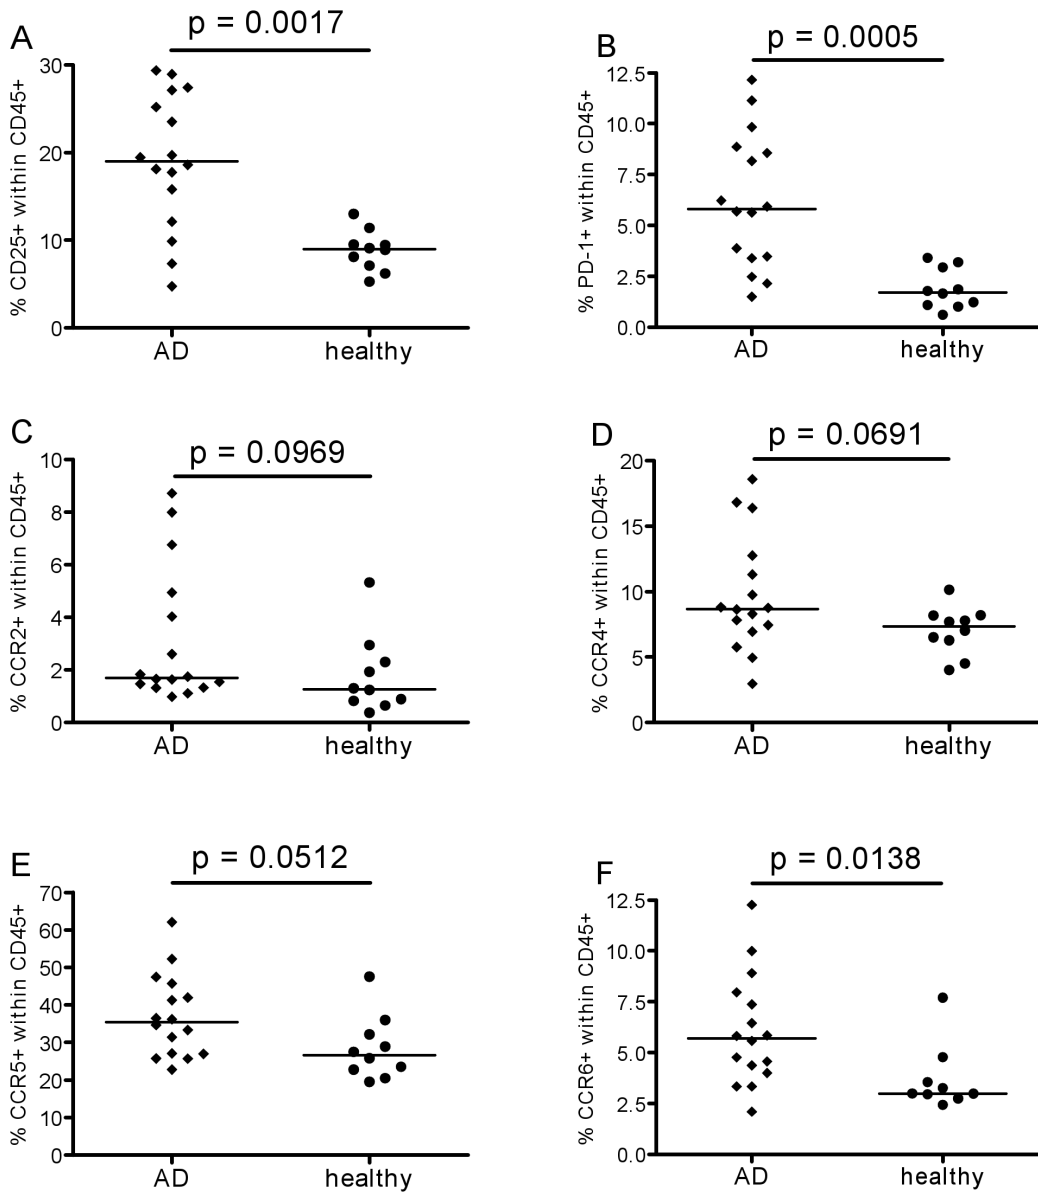 A
p = 0.0017
% CD25+ within CD45+
30
20
10
0
AD healthy
B
p = 0.0005
% PD-1+ within CD45+
12.5
10.0
7.5
5.0
2.5
0.0
AD healthy
C
p = 0.0969
% CCR2+ within CD45+
10
8
6
4
2
0
AD healthy
D
p = 0.0691
% CCR4+ within CD45+
20
15
10
5
0
AD healthy
E
p = 0.0512
% CCR5+ within CD45+
70
60
50
40
30
20
10
0
AD healthy
F
p = 0.0138
% CCR6+ within CD45+
12.5
10.0
7.5
5.0
2.5
0.0
AD healthy